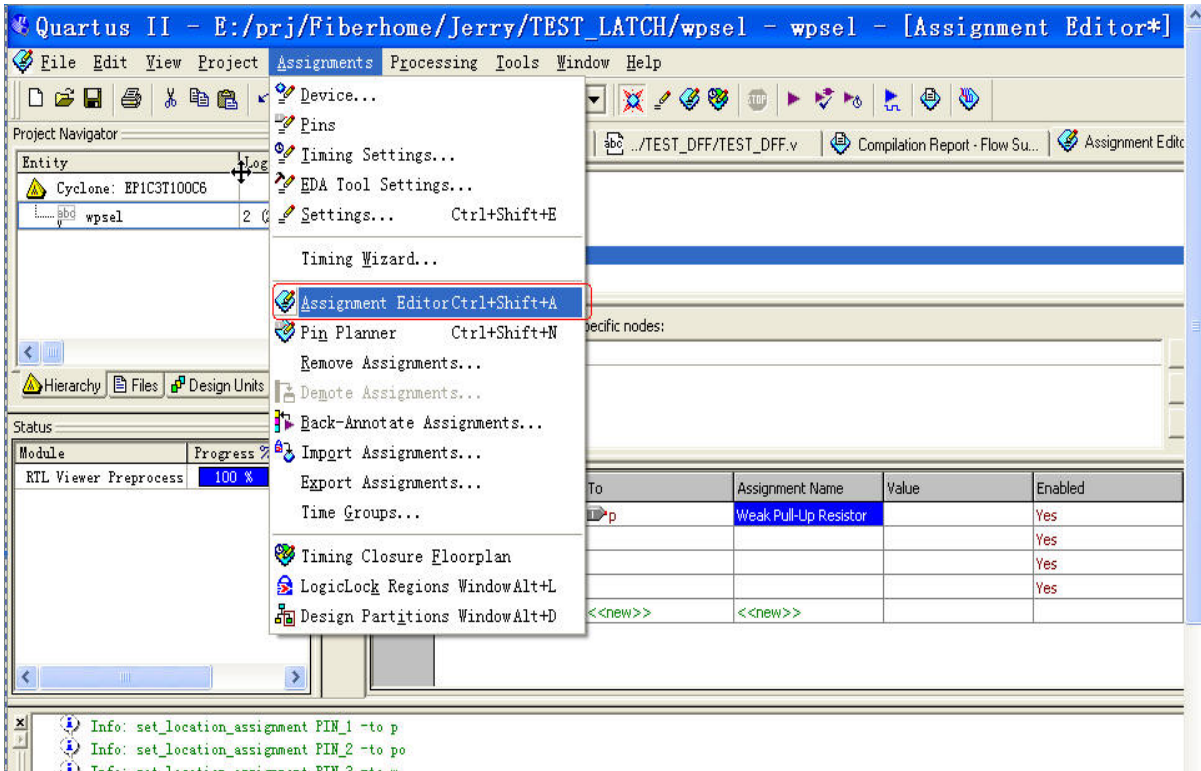 Quartus II - E:/prj/Fiberhome/Jerry/TEST_LATCH/wpsel - wpsel - [Assignment Editor*]
File Edit View Project Assignments Processing Tools Window Help
Device...
Pins
Timing Settings...
EDA Tool Settings...
Settings... Ctrl+Shift+E
Timing Wizard...
Assignment Editor Ctrl+Shift+A
Pin Planner Ctrl+Shift+N
Remove Assignments...
Demote Assignments...
Back-Annotate Assignments...
Import Assignments...
Export Assignments...
Time Groups...
Timing Closure Floorplan
LogicLock Regions Window Alt+L
Design Partitions Window Alt+D
STOP
Project Navigator
Entity Log
Cyclone: EP1C3T100C6
abc wpsel 2
Hierarchy Files Design Units
Status
Module Progress %
RTL Viewer Preprocess 100 %
abc ../TEST_DFF/TEST_DFF.v Compilation Report - Flow Su... Assignment Edito
ecific nodes:
To Assignment Name Value Enabled
p Weak Pull-Up Resistor Yes
Yes
Yes
Yes
<<new>> <<new>>
Info: set_location_assignment PIN_1 -to p
Info: set_location_assignment PIN_2 -to po